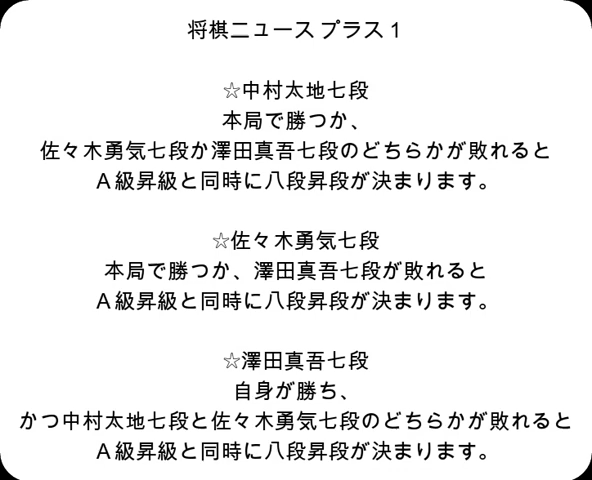 将棋ニュースプラス１
☆中村太地七段
本局で勝つか、
佐々木勇気七段か澤田真吾七段のどちらかが敗れると
Ａ級昇級と同時に八段昇段が決まります。
☆佐々木勇気七段
本局で勝つか、澤田真吾七段が敗れると
Ａ級昇級と同時に八段昇段が決まります。
☆澤田真吾七段
自身が勝ち、
かつ中村太地七段と佐々木勇気七段のどちらかが敗れると
Ａ級昇級と同時に八段昇段が決まります。